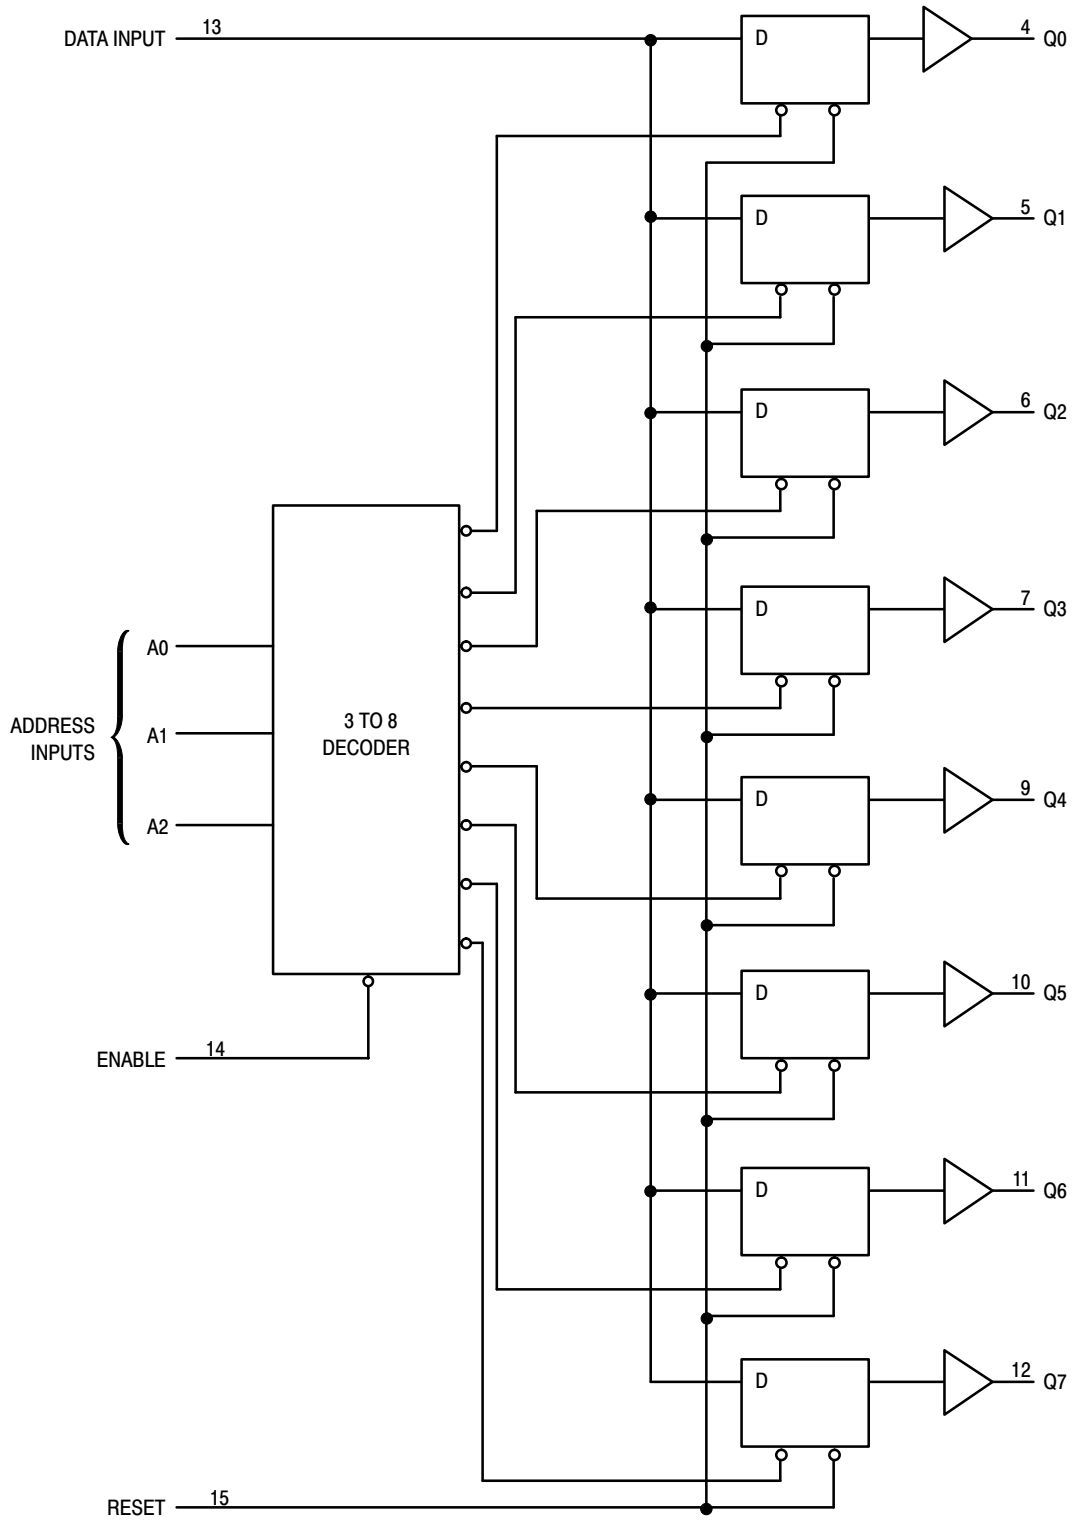 DATA INPUT 13 D 4 Q0
D 5 Q1
D 6 Q2
D 7 Q3
A0
ADDRESS
INPUTS
A1
A2
3 TO 8
DECODER
D 9 Q4
D 10 Q5
ENABLE 14
D 11 Q6
D 12 Q7
RESET 15